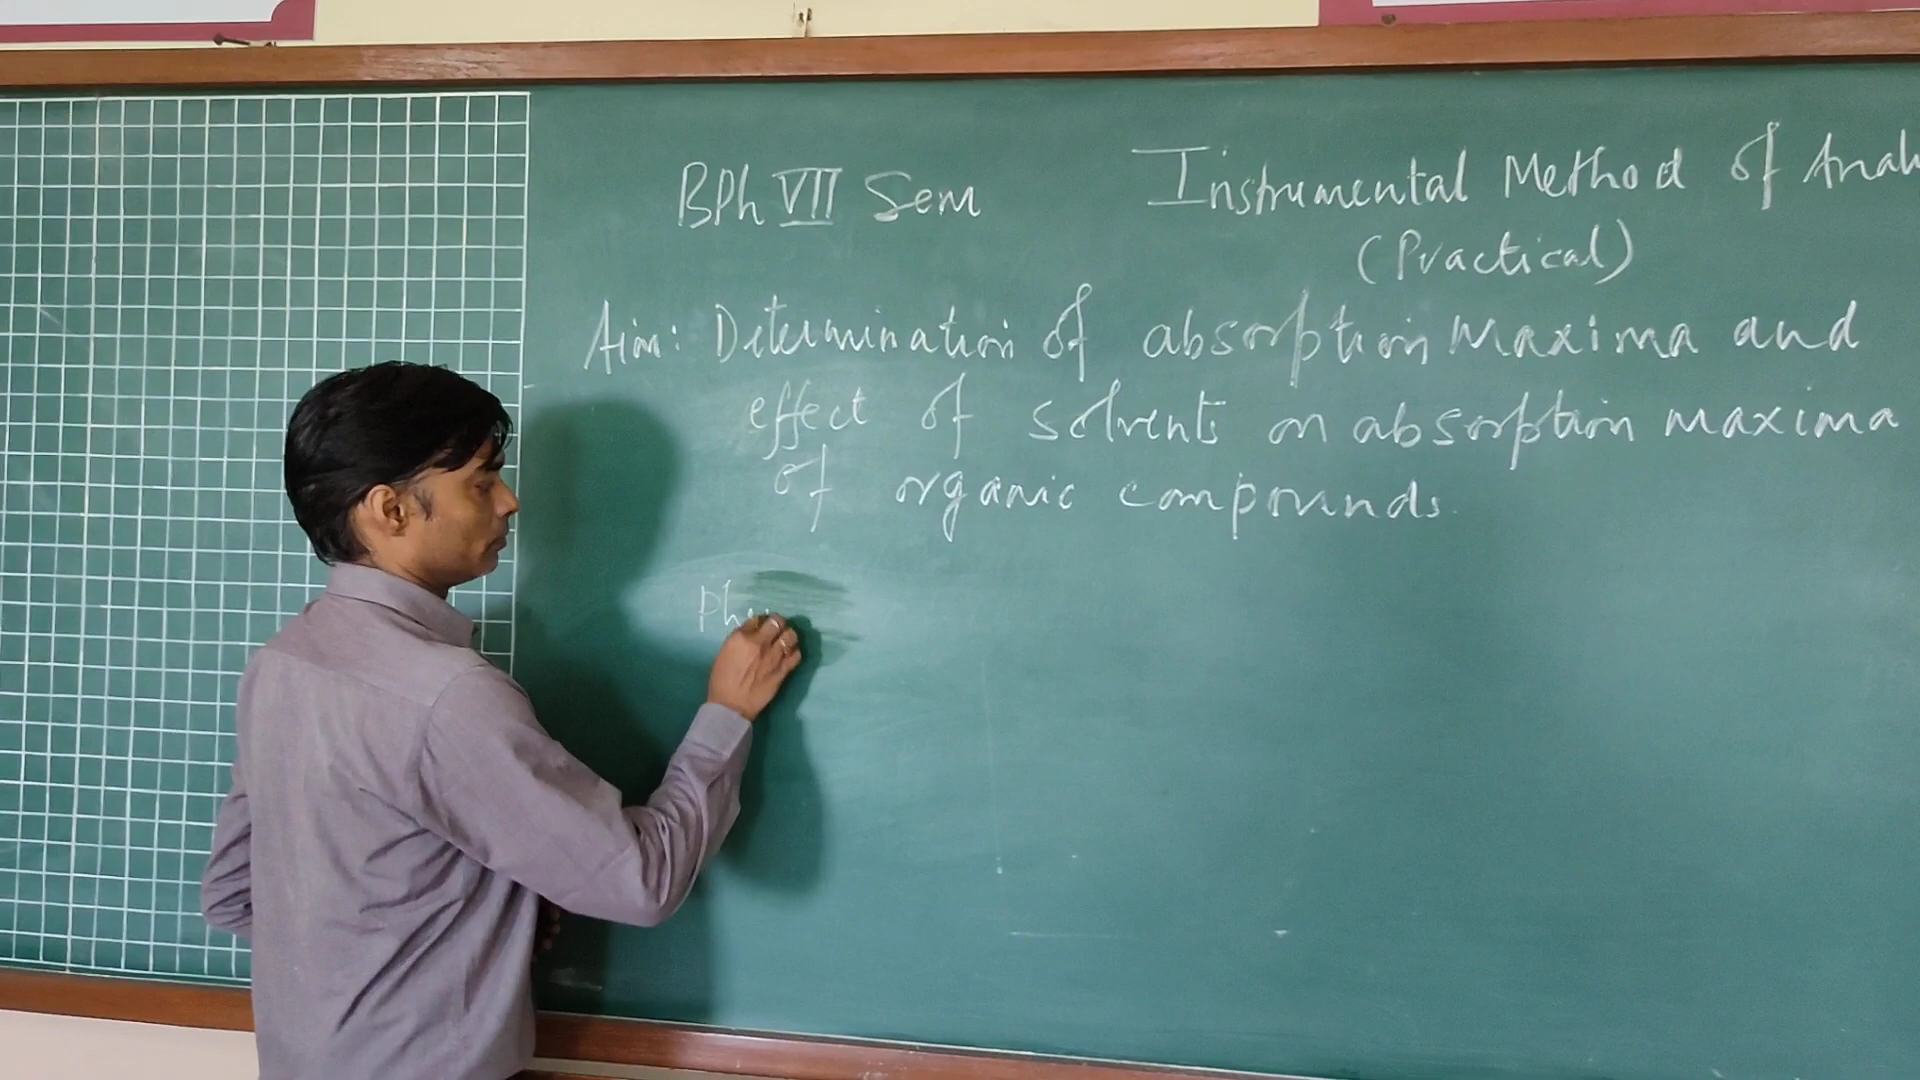 BPh VII Sem
Instrumental Method of
(Practical)
Aim: Determination of absorption maxima and
effect of solvents on absorption maxima
of organic compounds.